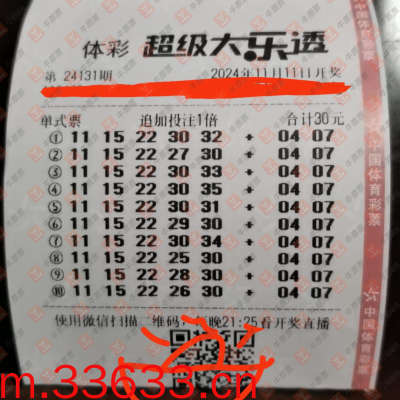 体彩 超级大乐透
第 24131期 2024年11月11日开奖
单式票 追加投注1倍 合计30元
① 11 15 22 30 32 + 04 07
② 11 15 22 27 30 + 04 07
③ 11 15 22 30 33 + 04 07
④ 11 15 22 30 35 + 04 07
⑤ 11 15 22 30 31 + 04 07
⑥ 11 15 22 29 30 + 04 07
⑦ 11 15 22 30 34 + 04 07
⑧ 11 15 22 25 30 + 04 07
⑨ 11 15 22 28 30 + 04 07
⑩ 11 15 22 26 30 + 04 07
使用微信扫描二维码，每晚21:25看开奖直播
中国体育彩票
中国体育彩票
m.33633.cn